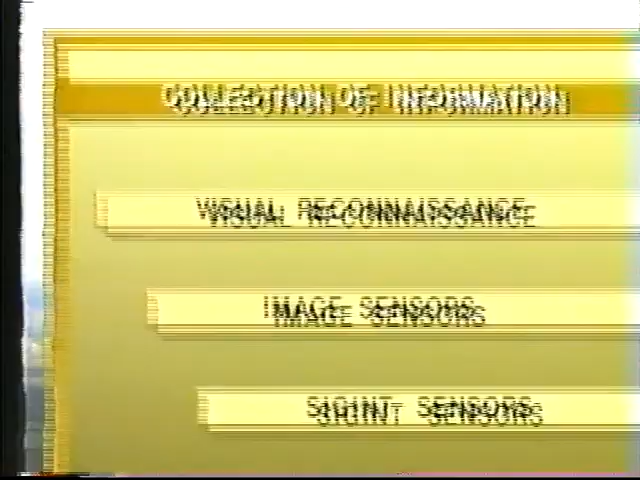 COLLECTION OF INFORMATION
VISUAL RECONNAISSANCE
IMAGE SENSORS
SIGINT SENSORS